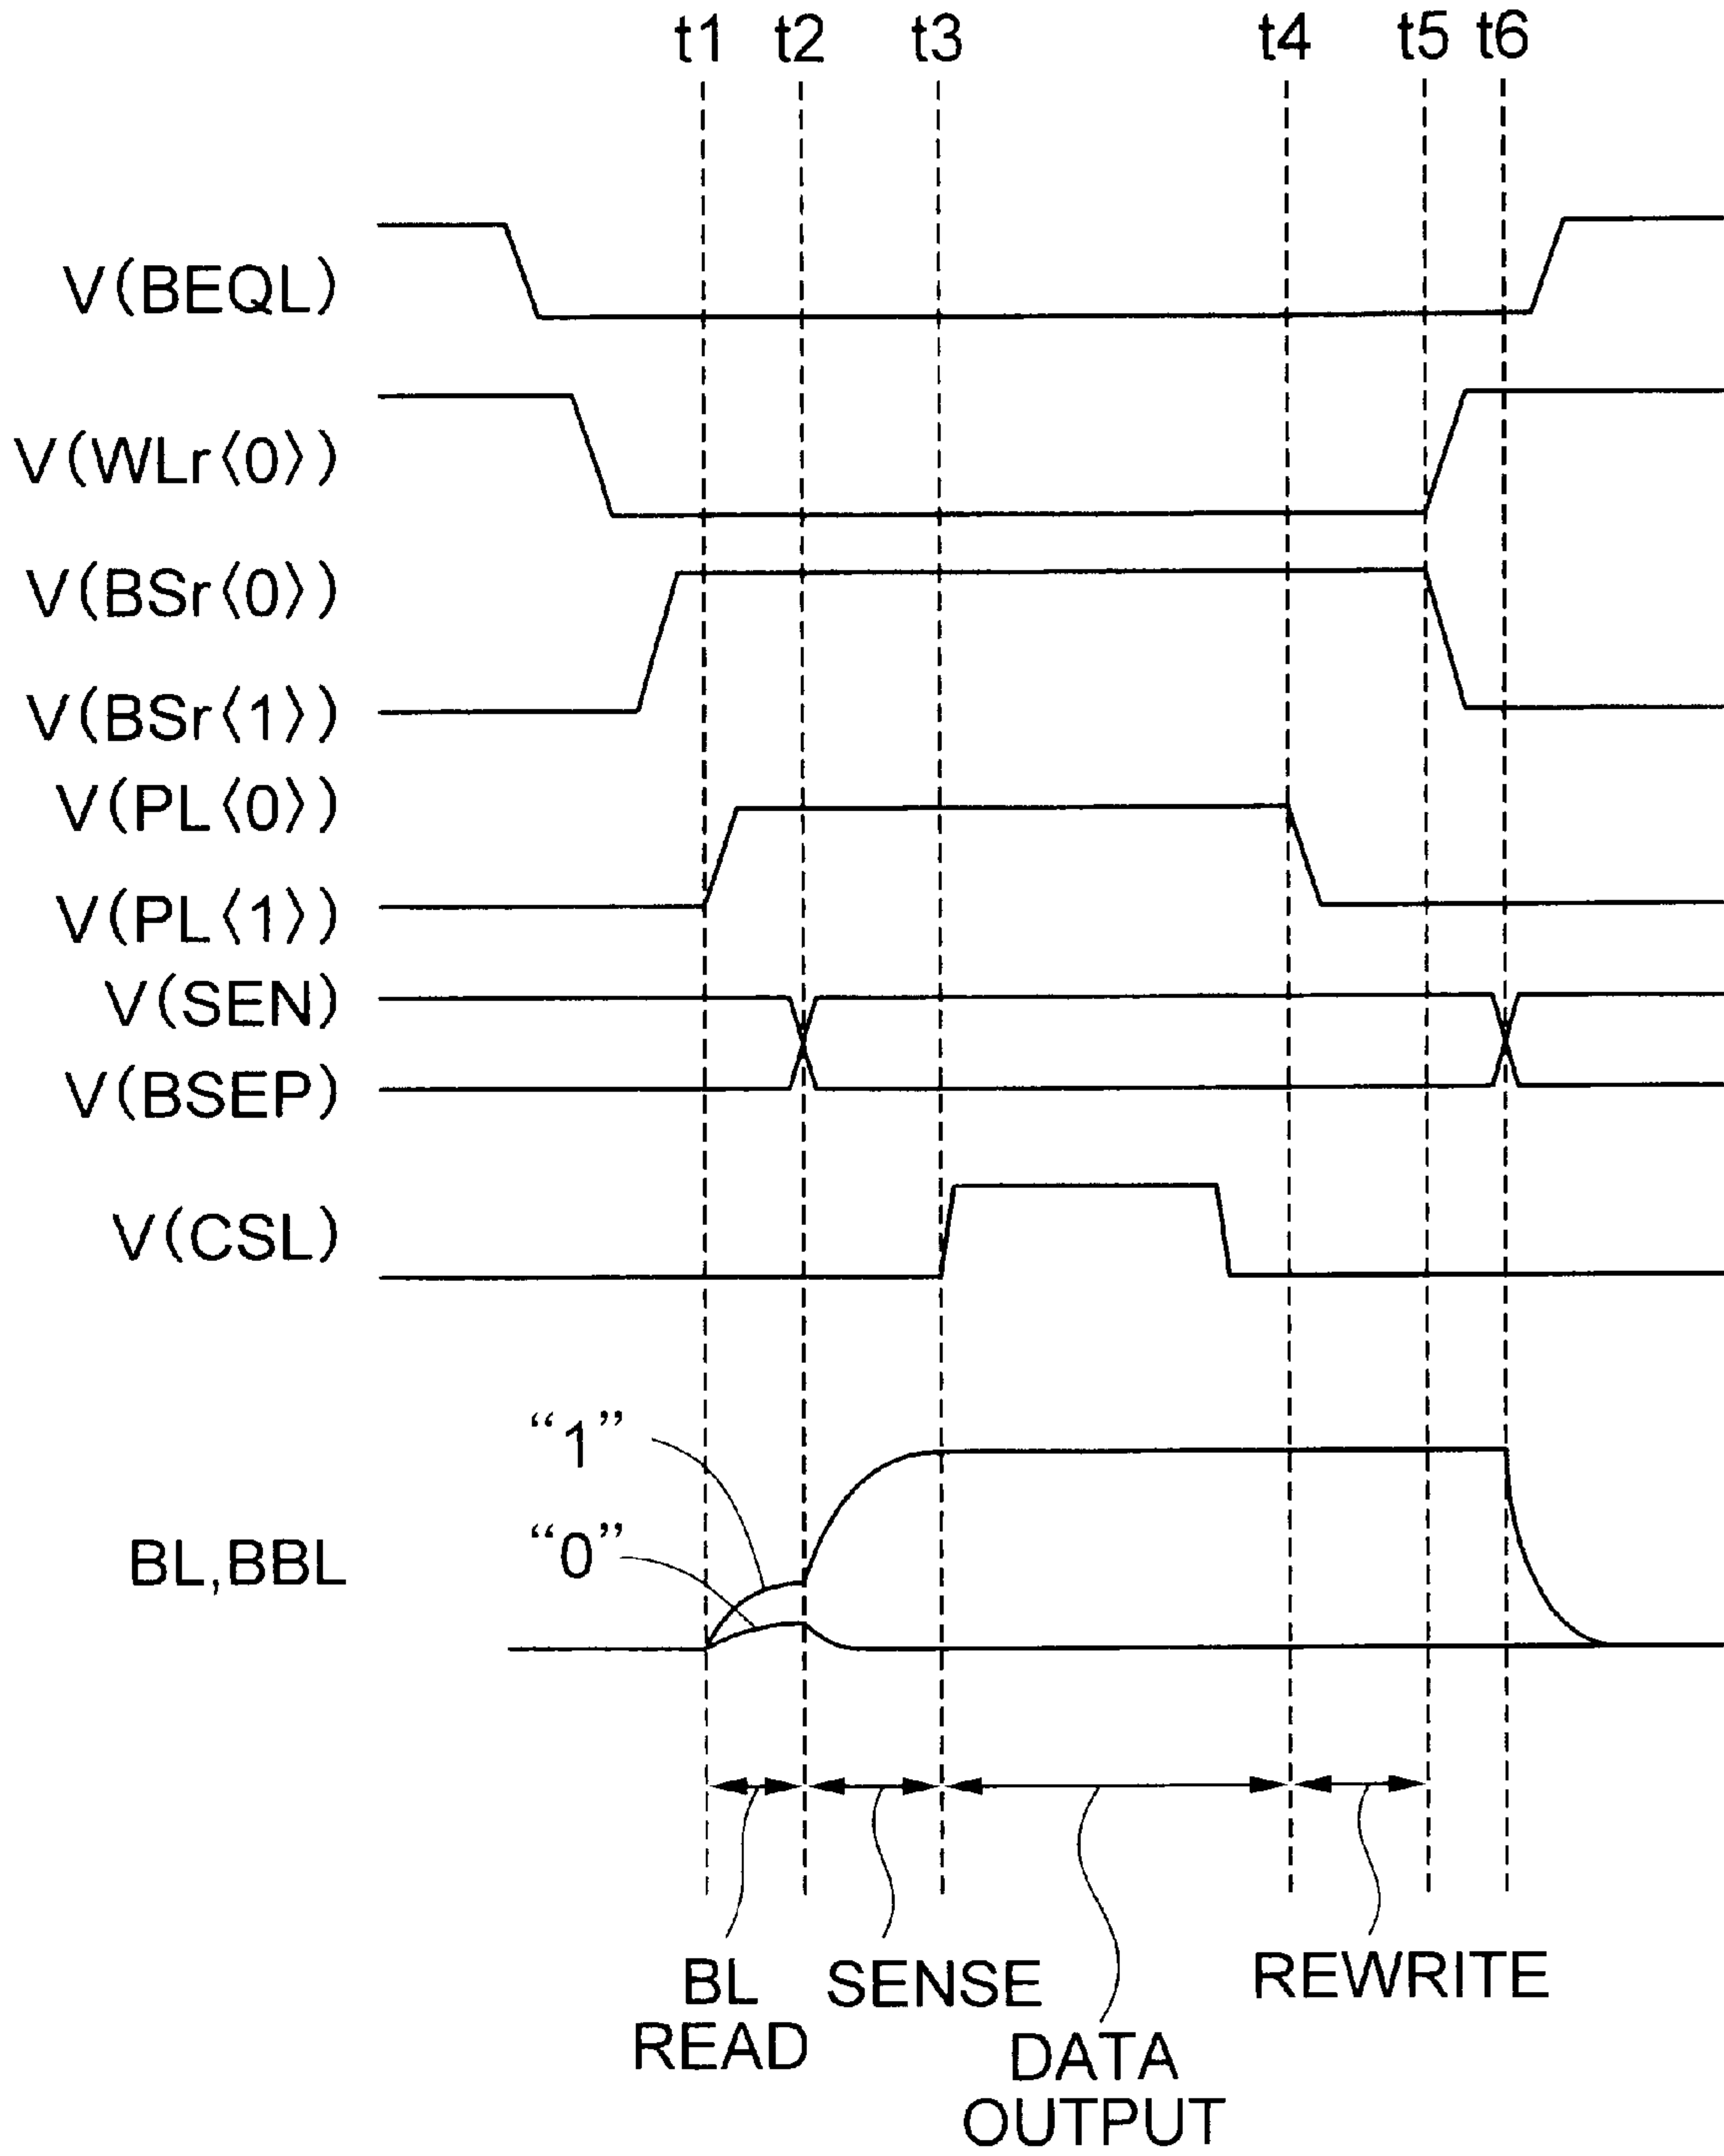 t1 t2 t3 t4 t5 t6
V(BEQL)
V(WLr〈0〉)
V(BSr〈0〉)
V(BSr〈1〉)
V(PL〈0〉)
V(PL〈1〉)
V(SEN)
V(BSEP)
V(CSL)
“1”
“0”
BL,BBL
BL
READ
SENSE
DATA
OUTPUT
REWRITE